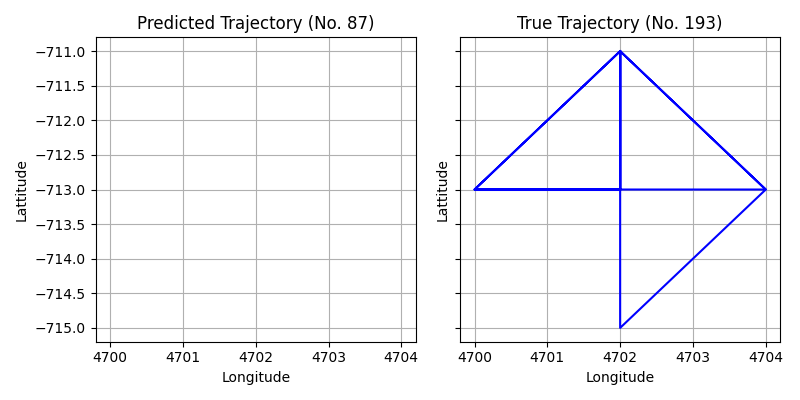 Predicted Trajectory (No. 87)
Lattitude
−711.0
−711.5
−712.0
−712.5
−713.0
−713.5
−714.0
−714.5
−715.0
4700 4701 4702 4703 4704
Longitude
True Trajectory (No. 193)
Lattitude
4700 4701 4702 4703 4704
Longitude